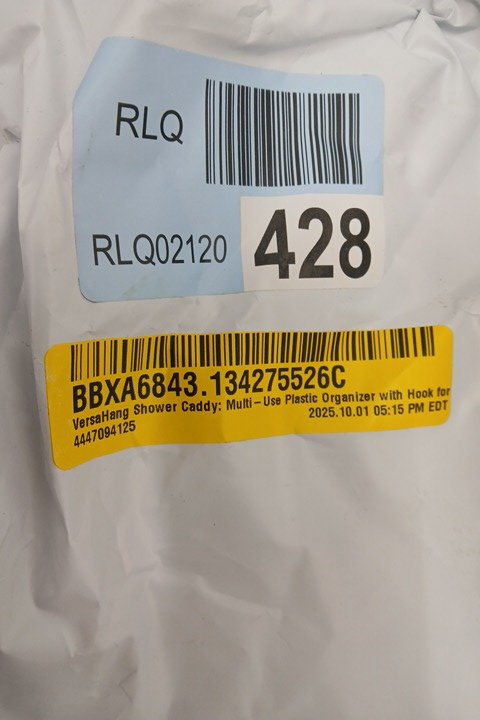 RLQ
RLQ02120
428
BBXA6843.134275526C
VersaHang Shower Caddy: Multi-Use Plastic Organizer with Hook for
2025.10.01 05:15 PM EDT
4447094125